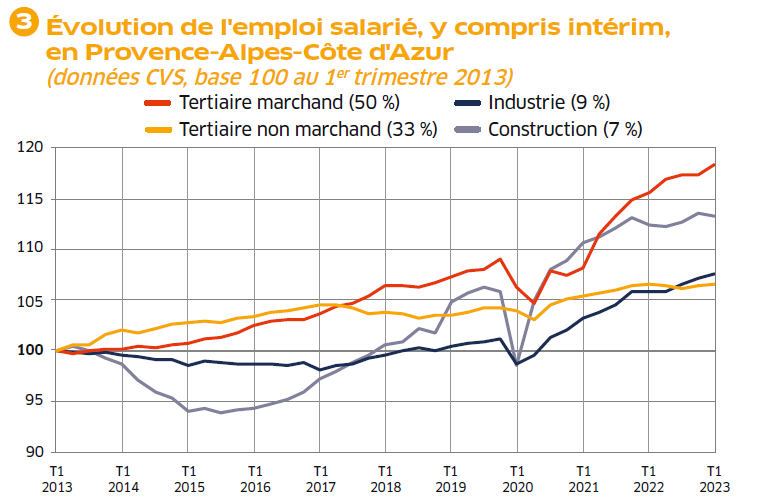 3 Évolution de l'emploi salarié, y compris intérim,
en Provence-Alpes-Côte d'Azur
(données CVS, base 100 au 1er trimestre 2013)
Tertiaire marchand (50 %) Industrie (9 %)
Tertiaire non marchand (33 %) Construction (7 %)
120
115
110
105
100
95
90
T1 T1 T1 T1 T1 T1 T1 T1 T1 T1 T1
2013 2014 2015 2016 2017 2018 2019 2020 2021 2022 2023